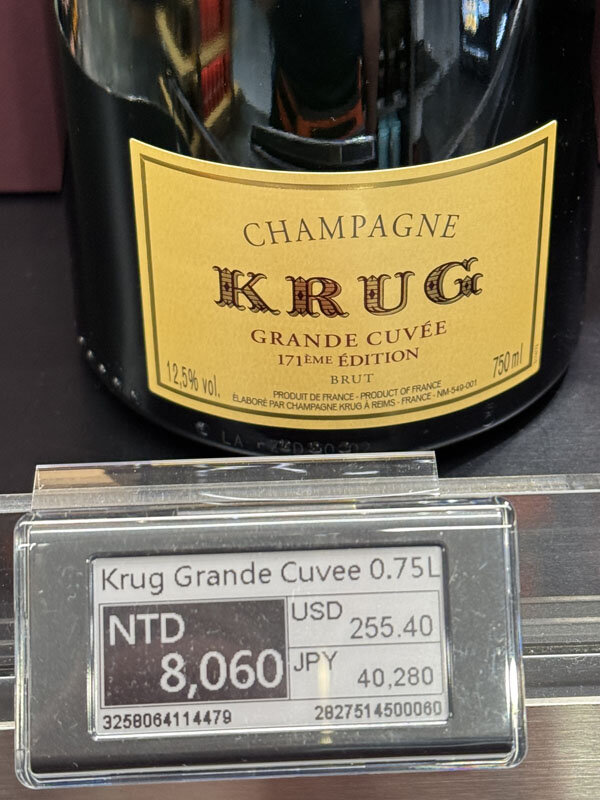 CHAMPAGNE
KRUG
GRANDE CUVÉE
171ÈME ÉDITION
BRUT
12,5% vol.
750 ml
PRODUIT DE FRANCE - PRODUCT OF FRANCE
ÉLABORÉ PAR CHAMPAGNE KRUG À REIMS - FRANCE - NM-549-001
Krug Grande Cuvee 0.75L
NTD
8,060
USD
255.40
JPY
40,280
3258064114479
2827514500060